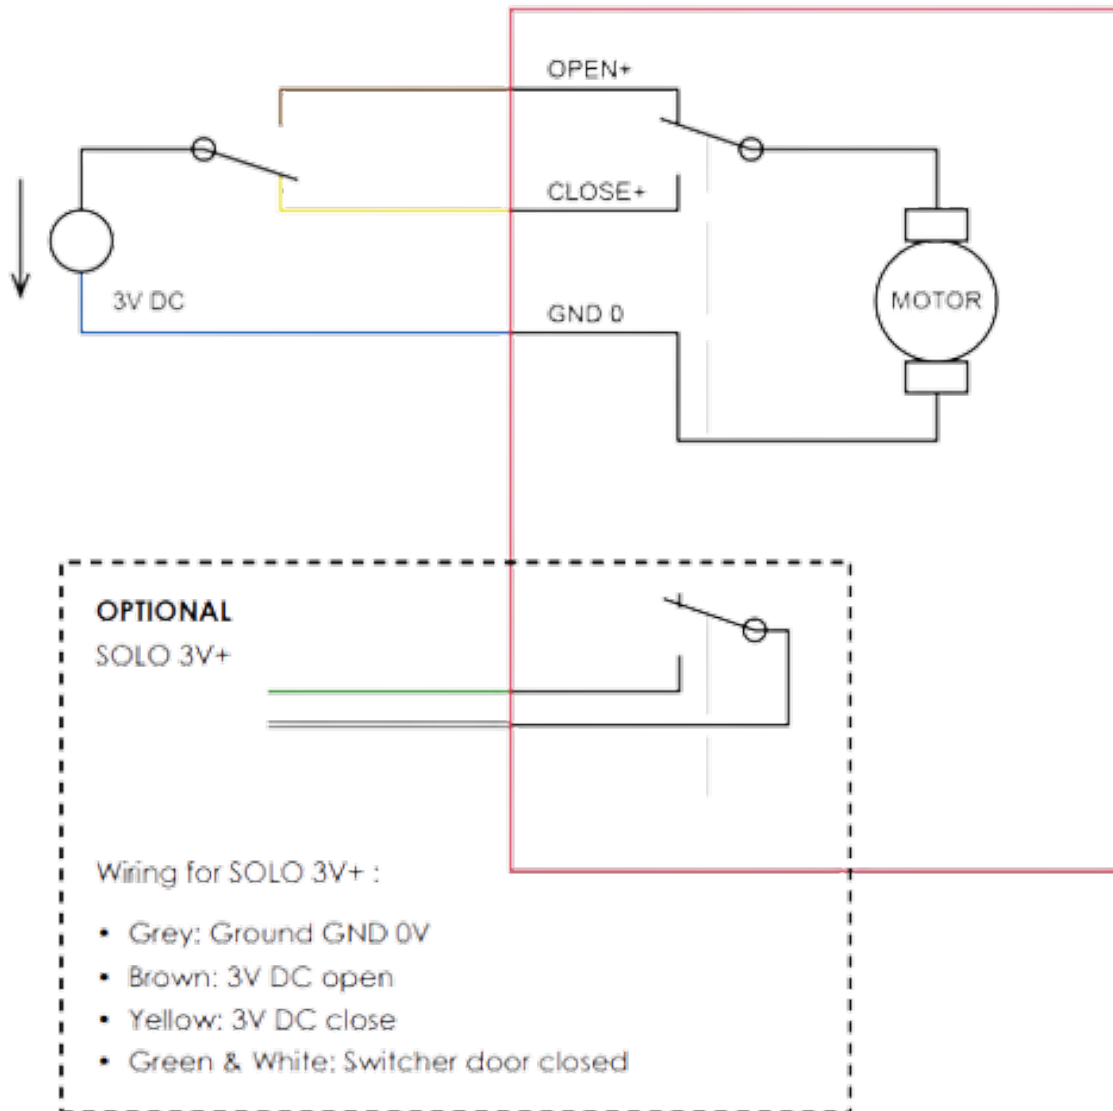 OPEN+
CLOSE+
3V DC
GND 0
MOTOR
OPTIONAL
SOLO 3V+
Wiring for SOLO 3V+ :
• Grey: Ground GND 0V
• Brown: 3V DC open
• Yellow: 3V DC close
• Green & White: Switcher door closed